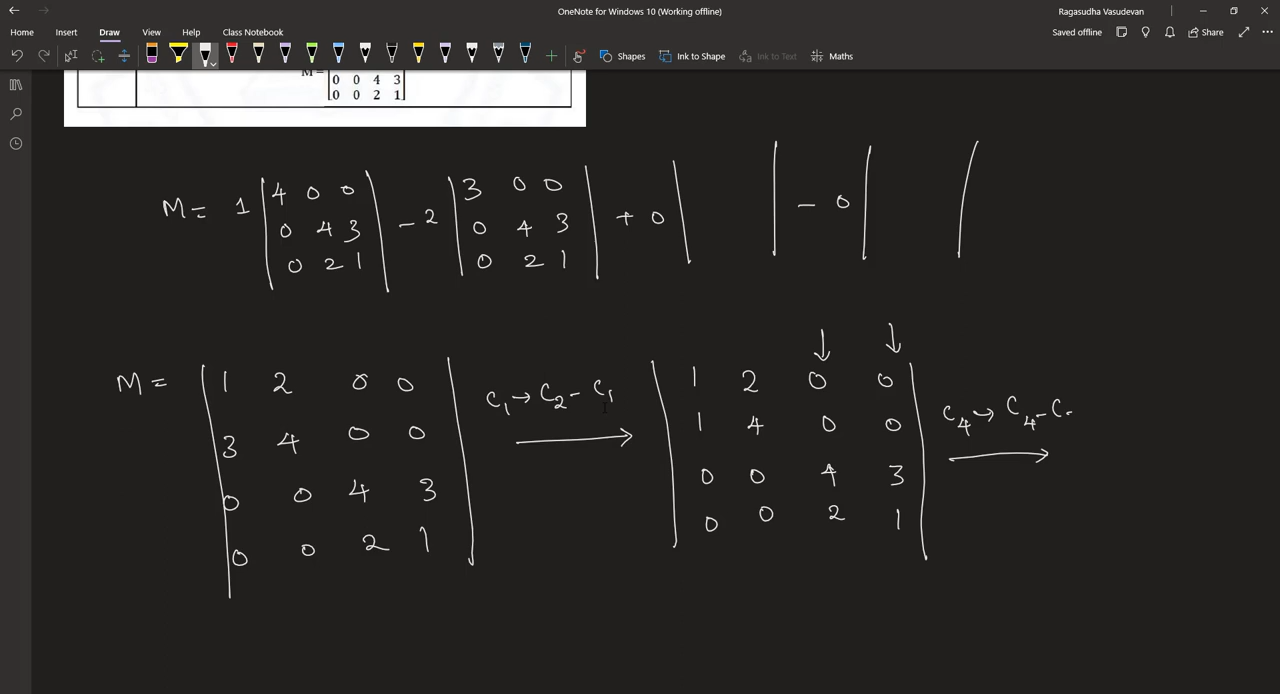 OneNote for Windows 10 (Working offline)
Ragasudha Vasudevan
Home Insert Draw View Help Class Notebook
Saved offline Share
Shapes Ink to Shape Ink to Text Maths
M =
0 0 4 3
0 0 2 1
M = 1 | 4 0 0 | - 2 | 3 0 0 | + 0 | | - 0 | |
0 4 3 0 4 3
0 2 1 0 2 1
M = | 1 2 0 0 | C₁ → C₂ - C₁ | 1 2 0 0 | C₄ → C₄ - C
3 4 0 0 1 4 0 0
0 0 4 3 0 0 4 3
0 0 2 1 0 0 2 1